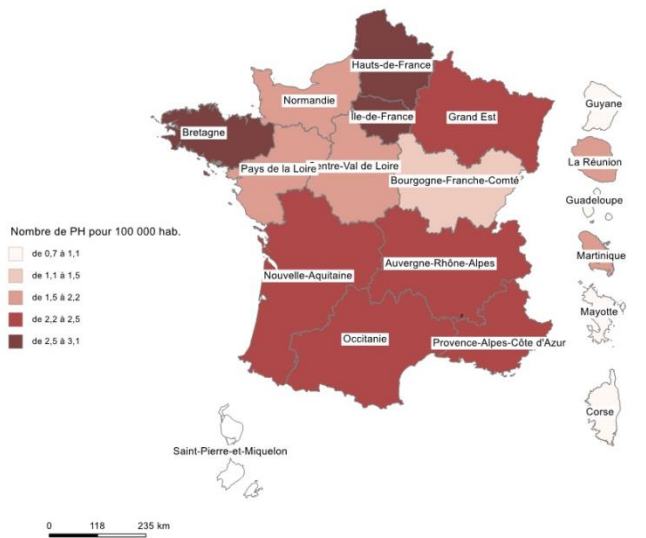 Hauts-de-France
Normandie
Île-de-France
Grand Est
Guyane
Bretagne
La Réunion
Pays de la Loire
ntre-Val de Loire
Bourgogne-Franche-Comté
Guadeloupe
Nombre de PH pour 100 000 hab.
de 0,7 à 1,1
de 1,1 à 1,5
de 1,5 à 2,2
de 2,2 à 2,5
de 2,5 à 3,1
Martinique
Auvergne-Rhône-Alpes
Nouvelle-Aquitaine
Mayotte
Occitanie
Provence-Alpes-Côte d'Azur
Corse
Saint-Pierre-et-Miquelon
0 118 235 km